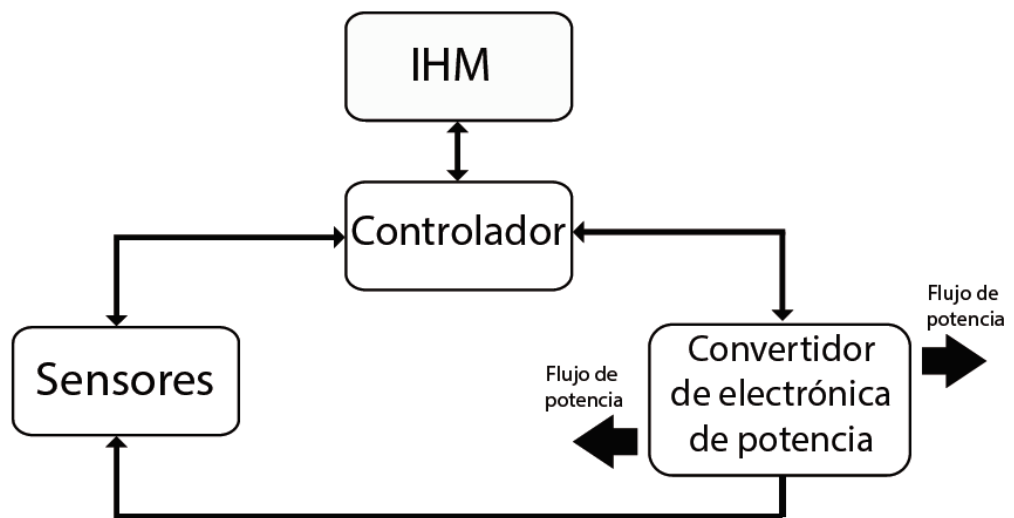 IHM
Controlador
Sensores
Flujo de
potencia
Convertidor
de electrónica
de potencia
Flujo de
potencia